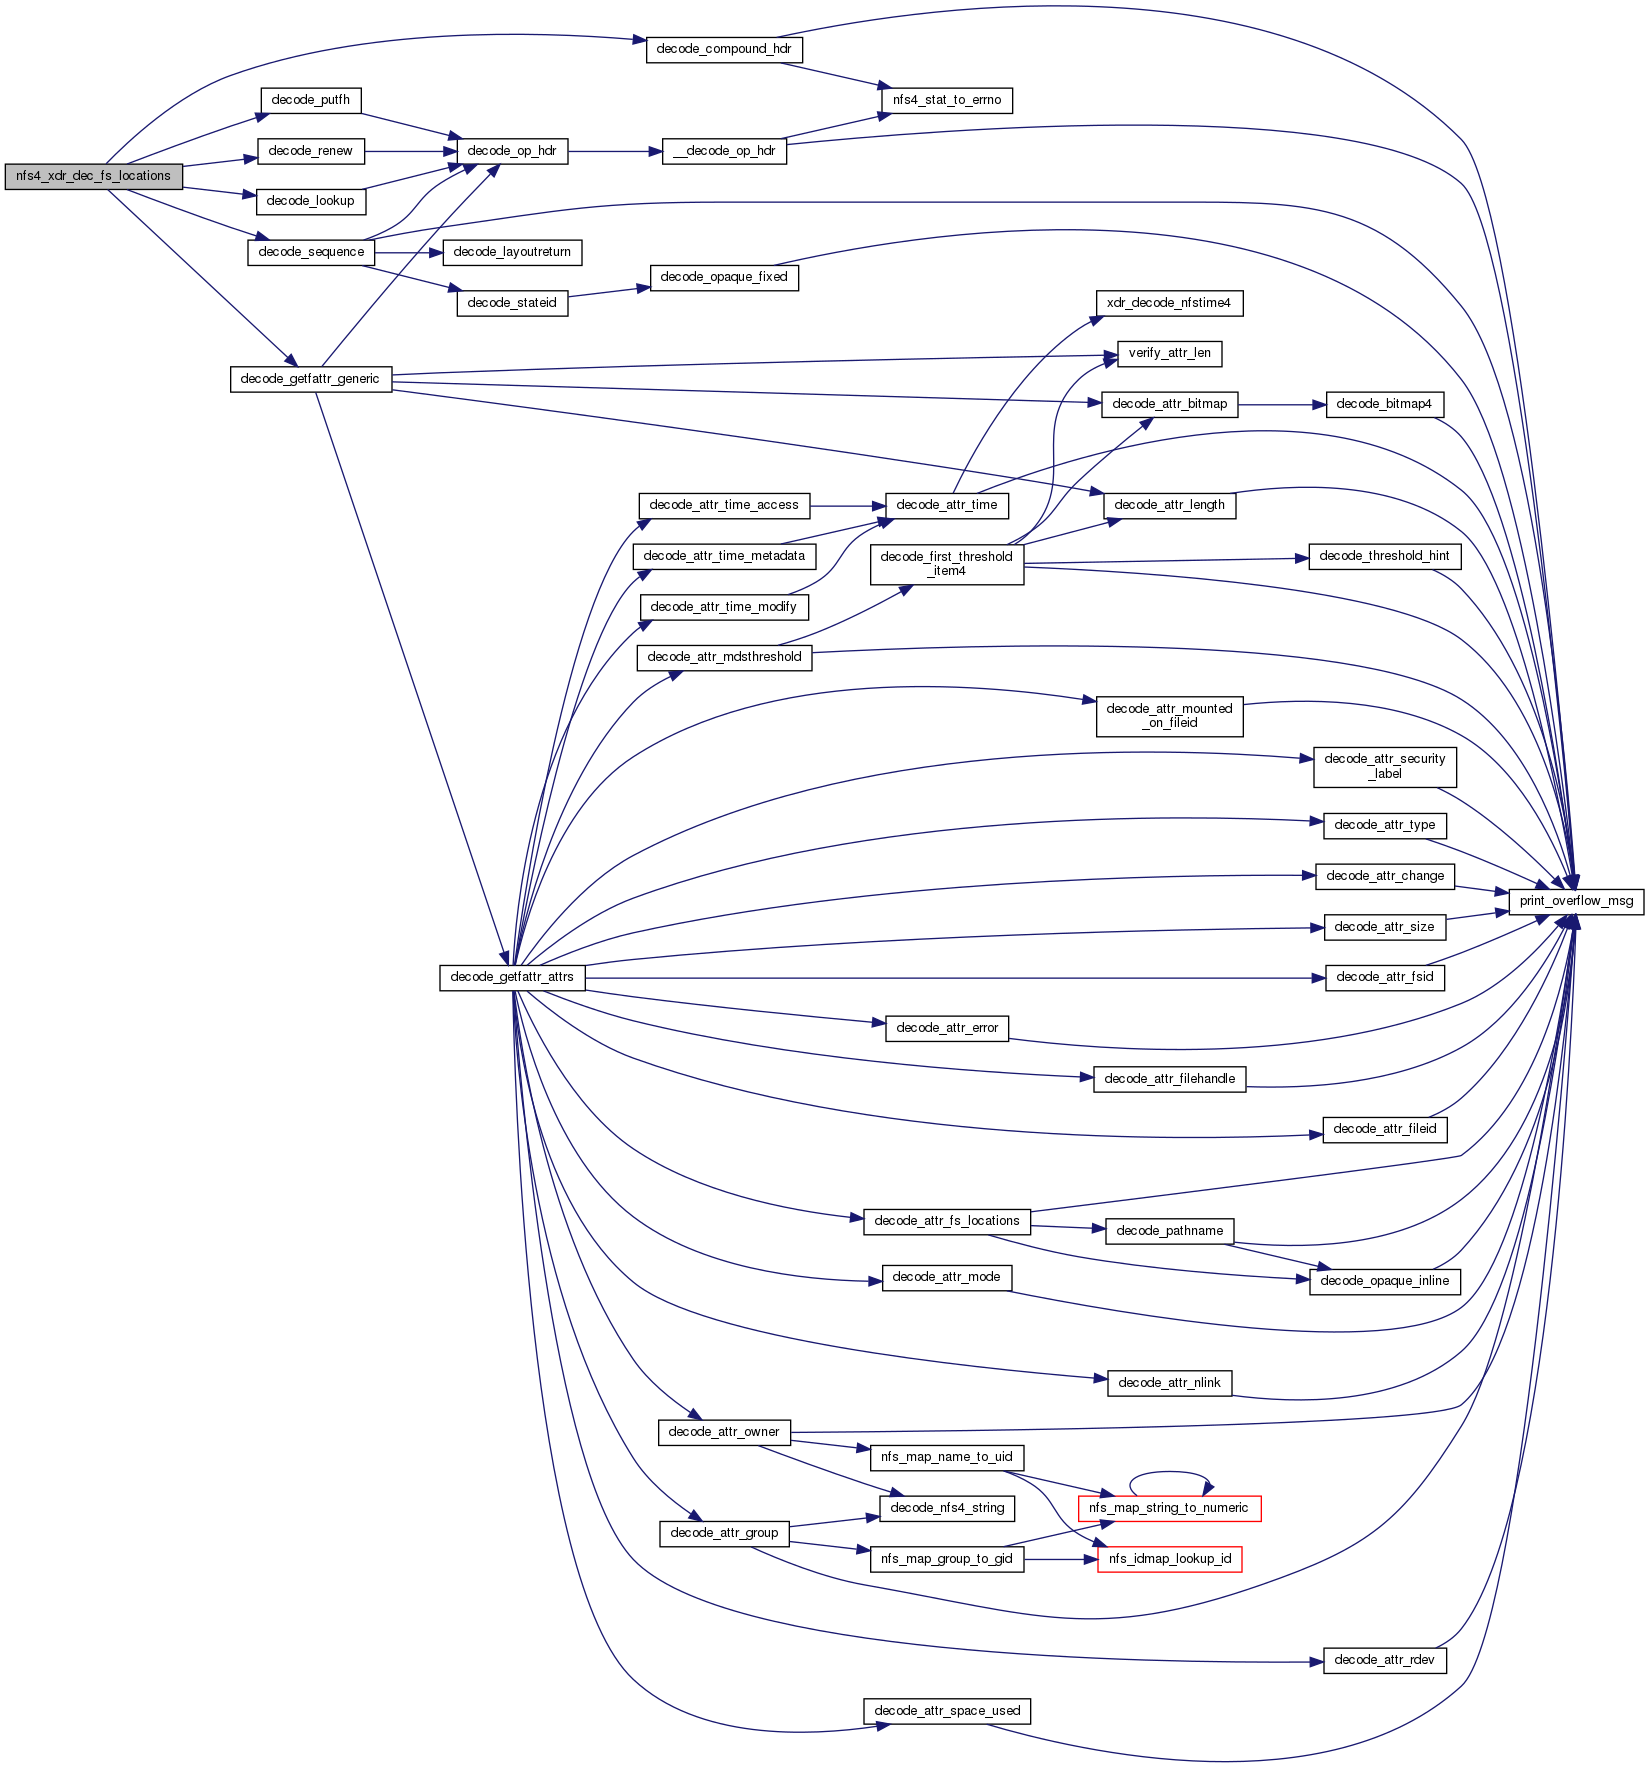 decode_compound_hdr
decode_putfh
nfs4_stat_to_errno
decode_renew
decode_op_hdr
__decode_op_hdr
nfs4_xdr_dec_fs_locations
decode_lookup
decode_sequence
decode_layoutreturn
decode_opaque_fixed
decode_stateid
xdr_decode_nfstime4
verify_attr_len
decode_getfattr_generic
decode_attr_bitmap
decode_bitmap4
decode_attr_time_access
decode_attr_time
decode_attr_length
decode_attr_time_metadata
decode_first_threshold
_item4
decode_threshold_hint
decode_attr_time_modify
decode_attr_mdsthreshold
decode_attr_mounted
_on_fileid
decode_attr_security
_label
decode_attr_type
decode_attr_change
print_overflow_msg
decode_attr_size
decode_getfattr_attrs
decode_attr_fsid
decode_attr_error
decode_attr_filehandle
decode_attr_fileid
decode_attr_fs_locations
decode_pathname
decode_attr_mode
decode_opaque_inline
decode_attr_nlink
decode_attr_owner
nfs_map_name_to_uid
decode_nfs4_string
nfs_map_string_to_numeric
decode_attr_group
nfs_map_group_to_gid
nfs_idmap_lookup_id
decode_attr_rdev
decode_attr_space_used